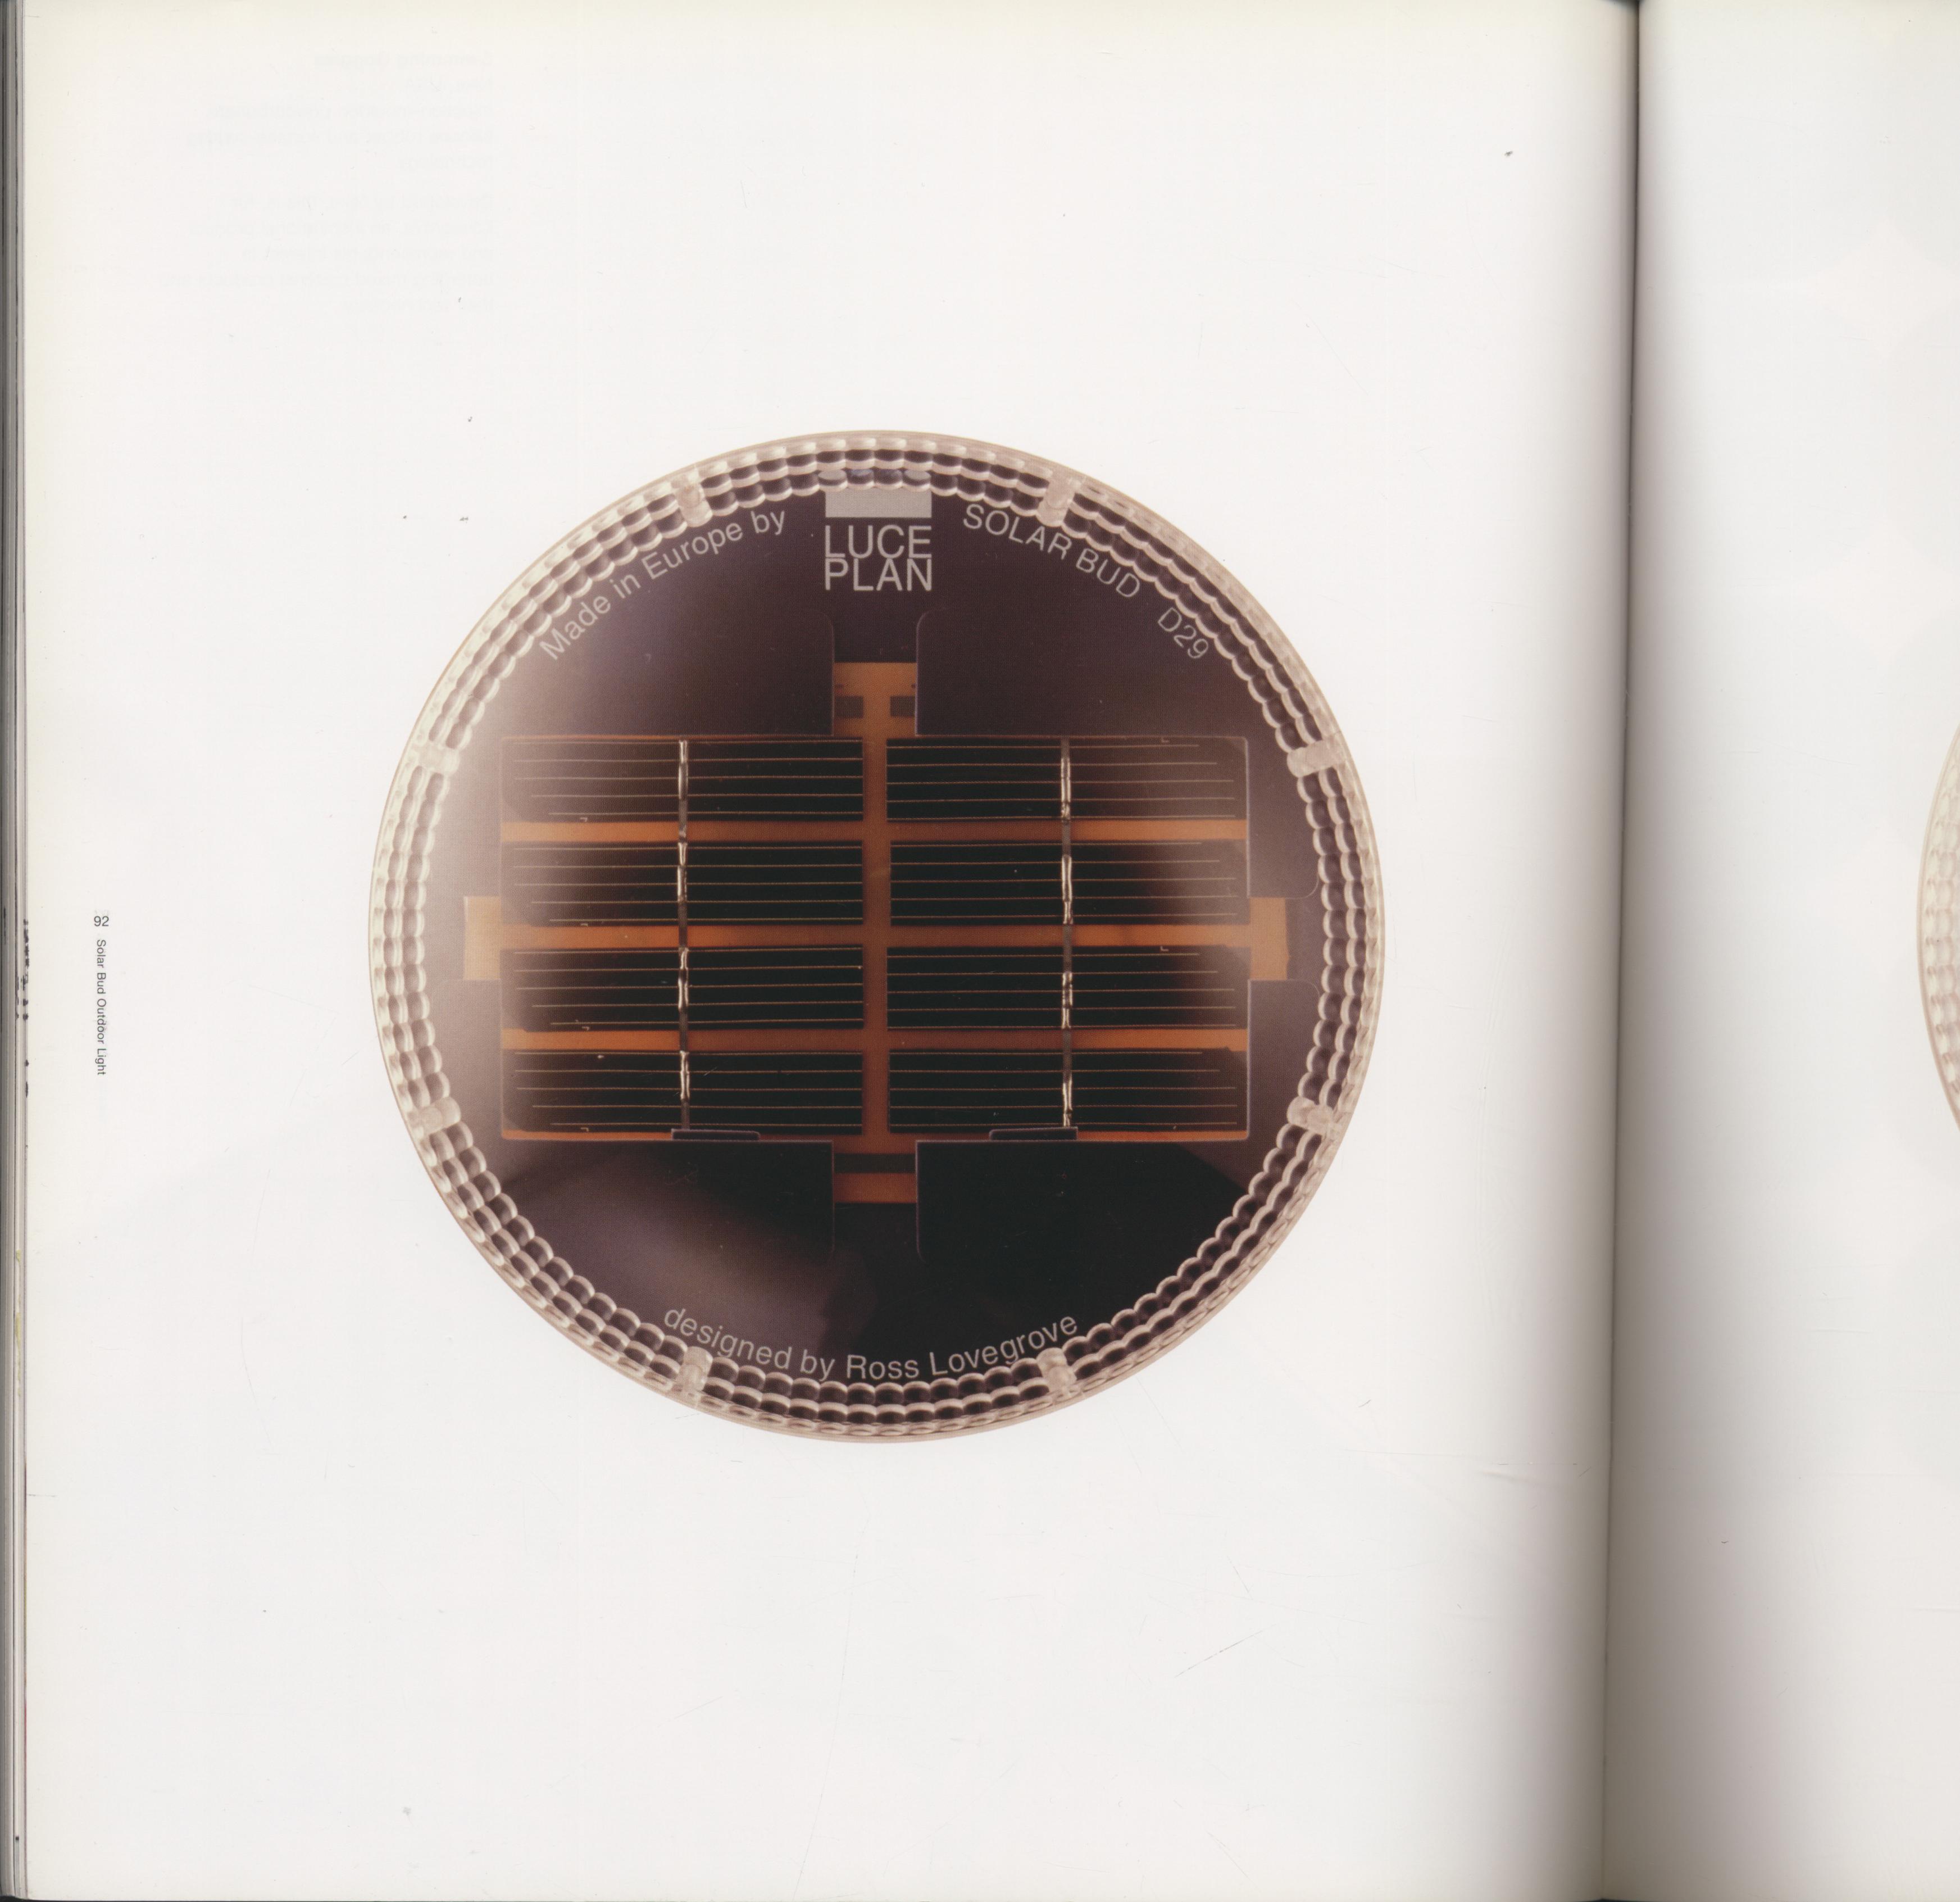 Made in Europe by
LUCE
PLAN
SOLAR BUD D29
designed by Ross Lovegrove
92 Solar Bud Outdoor Light